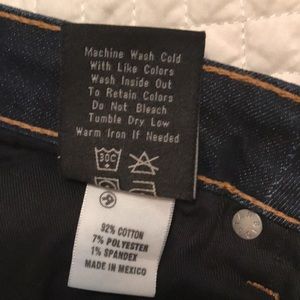 Machine Wash Cold
With Like Colors
Wash Inside Out
To Retain Colors
Do Not Bleach
Tumble Dry Low
Warm Iron If Needed
30C
92% COTTON
7% POLYESTER
1% SPANDEX
MADE IN MEXICO